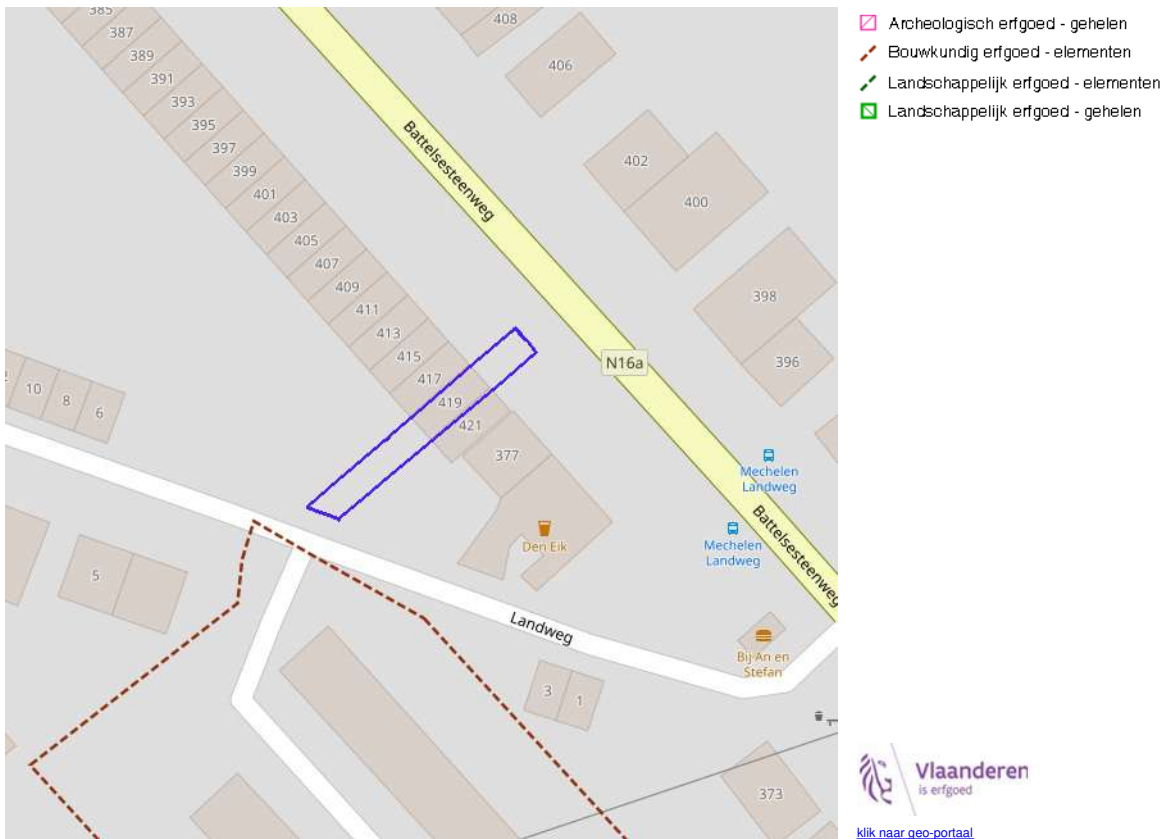 385
387
389
391
393
395
397
399
401
403
405
407
409
411
413
415
417
419
421
377
408
406
402
400
398
396
Battelsesteenweg
N16a
Mechelen
Landweg
Mechelen
Landweg
Battelsesteenweg
10
8
6
5
Den Eik
Landweg
Bij An en
Stefan
3
1
373
Archeologisch erfgoed - gehelen
Bouwkundig erfgoed - elementen
Landschappelijk erfgoed - elementen
Landschappelijk erfgoed - gehelen
Vlaanderen
is erfgoed
klik naar geo-portaal